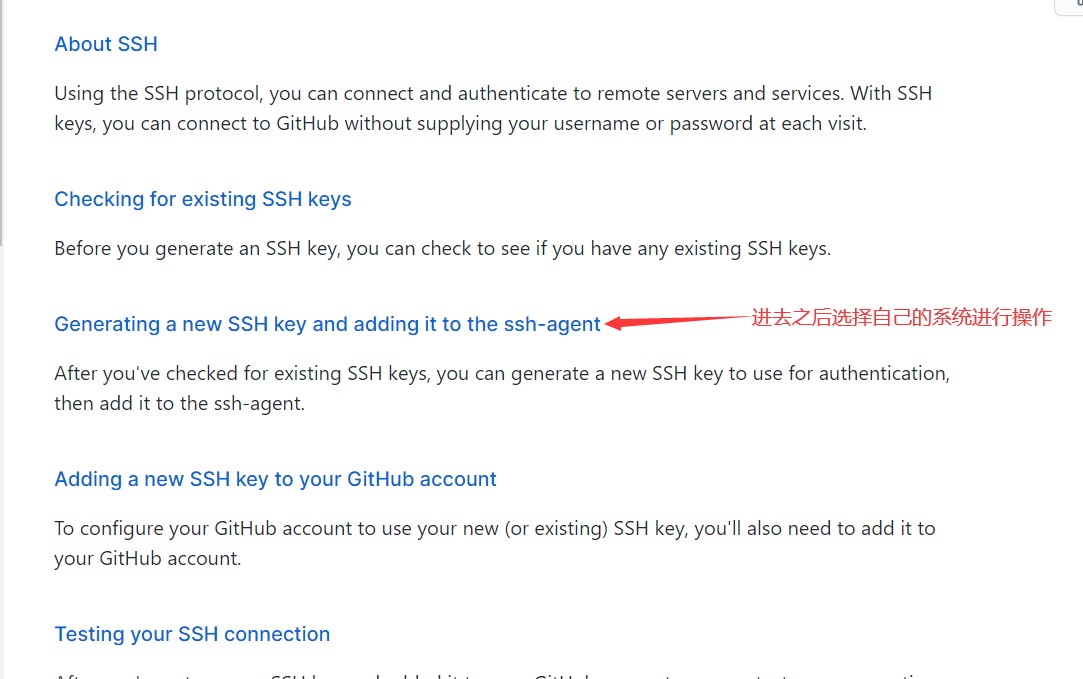 About SSH
Using the SSH protocol, you can connect and authenticate to remote servers and services. With SSH
keys, you can connect to GitHub without supplying your username or password at each visit.
Checking for existing SSH keys
Before you generate an SSH key, you can check to see if you have any existing SSH keys.
Generating a new SSH key and adding it to the ssh-agent
进去之后选择自己的系统进行操作
After you've checked for existing SSH keys, you can generate a new SSH key to use for authentication,
then add it to the ssh-agent.
Adding a new SSH key to your GitHub account
To configure your GitHub account to use your new (or existing) SSH key, you'll also need to add it to
your GitHub account.
Testing your SSH connection